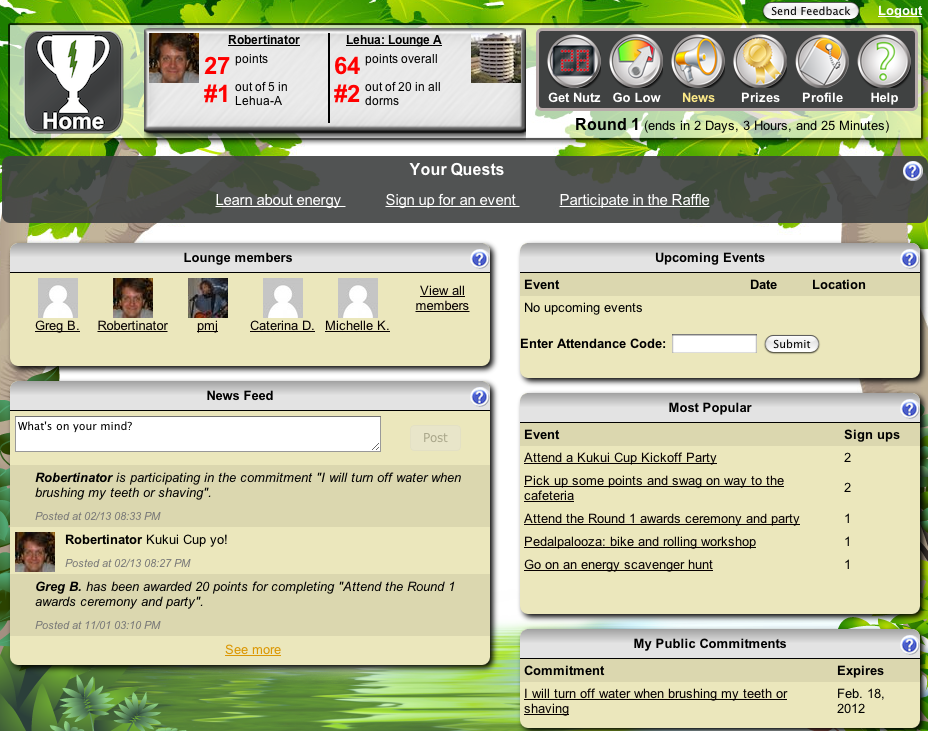 Send Feedback Logout
Home
Robertinator
27 points
#1 out of 5 in
Lehua-A
Lehua: Lounge A
64 points overall
#2 out of 20 in all
dorms
28
Get Nutz Go Low News Prizes Profile Help
Round 1 (ends in 2 Days, 3 Hours, and 25 Minutes)
Your Quests
Learn about energy Sign up for an event Participate in the Raffle
Lounge members
Greg B. Robertinator pmj Caterina D. Michelle K.
View all
members
News Feed
What's on your mind?
Post
Robertinator is participating in the commitment "I will turn off water when
brushing my teeth or shaving".
Posted at 02/13 08:33 PM
Robertinator Kukui Cup yo!
Posted at 02/13 08:27 PM
Greg B. has been awarded 20 points for completing "Attend the Round 1
awards ceremony and party".
Posted at 11/01 03:10 PM
See more
Upcoming Events
Event Date Location
No upcoming events
Enter Attendance Code: Submit
Most Popular
Event Sign ups
Attend a Kukui Cup Kickoff Party 2
Pick up some points and swag on way to the
cafeteria 2
Attend the Round 1 awards ceremony and party 1
Pedalpalooza: bike and rolling workshop 1
Go on an energy scavenger hunt 1
My Public Commitments
Commitment Expires
I will turn off water when brushing my teeth or
shaving
Feb. 18,
2012